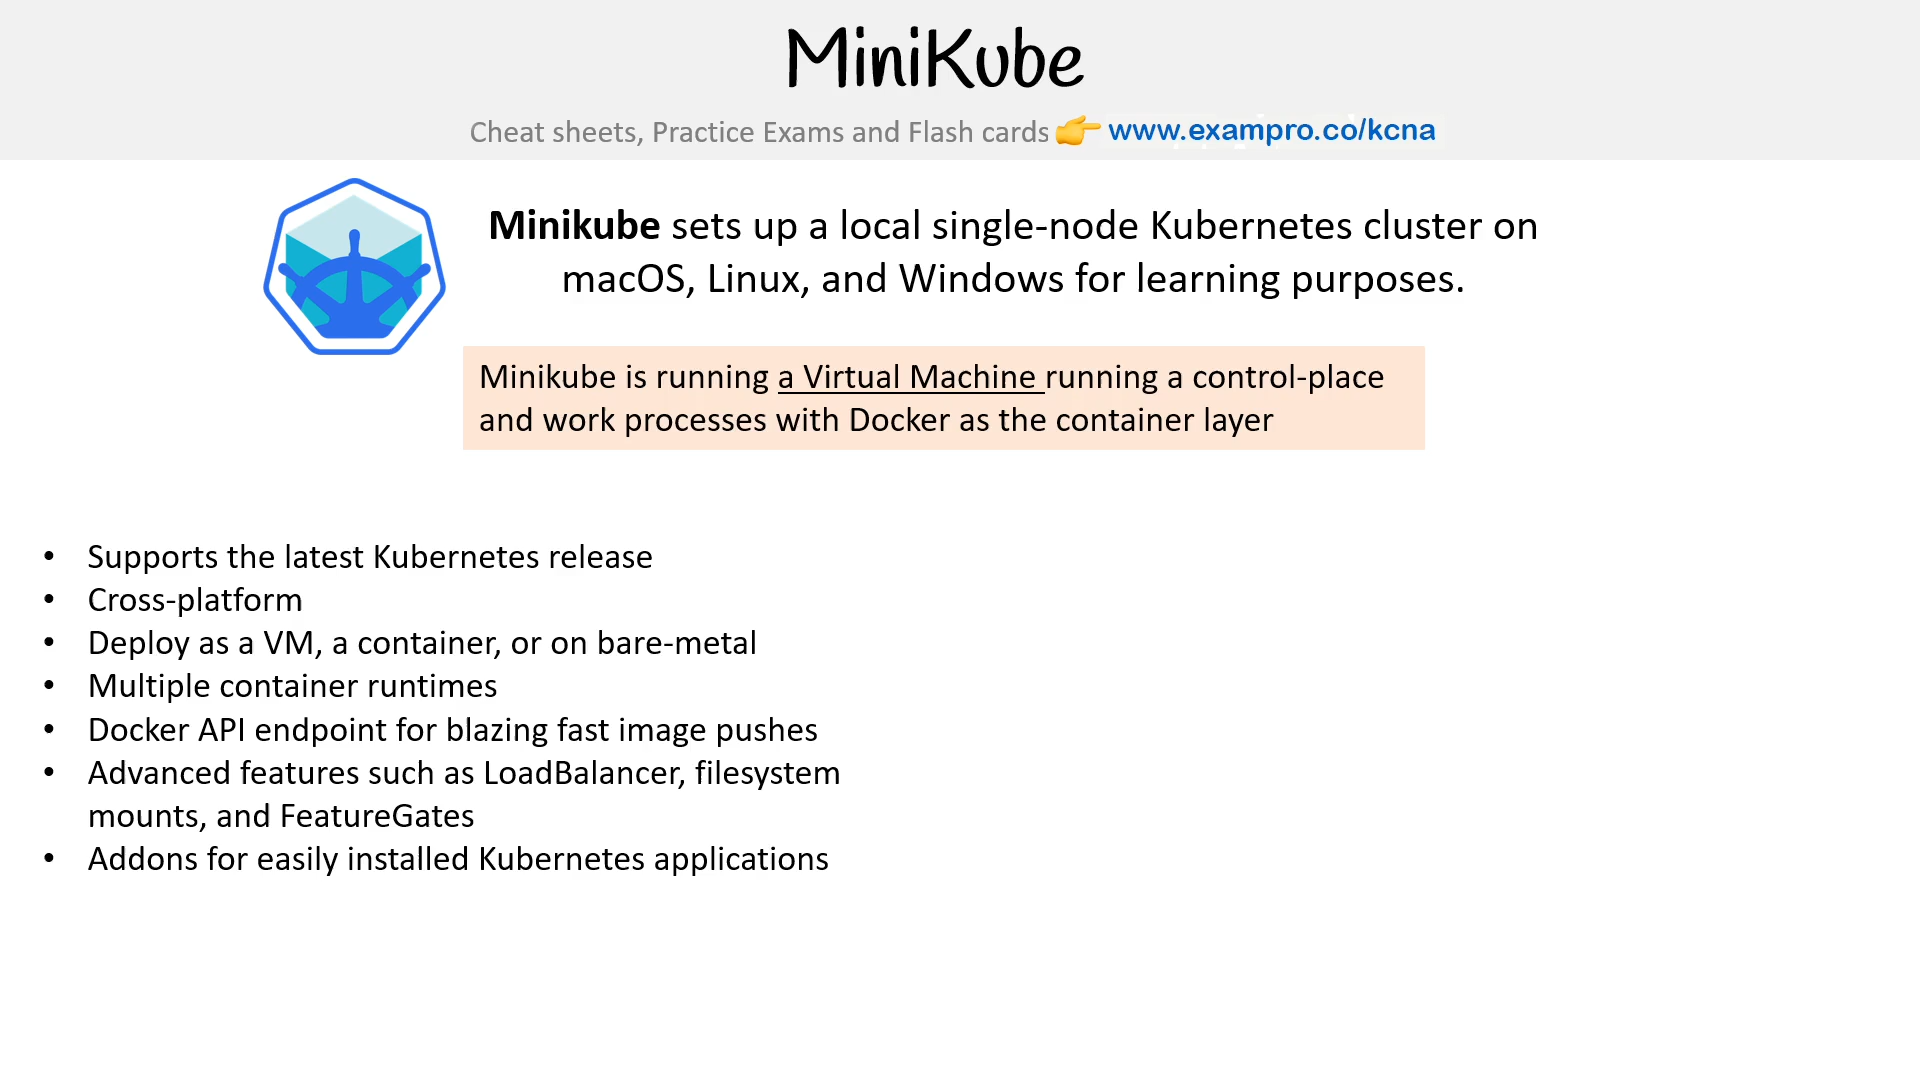 MiniKube
Cheat sheets, Practice Exams and Flash cards 👉 www.exampro.co/kcna
Minikube sets up a local single-node Kubernetes cluster on
macOS, Linux, and Windows for learning purposes.
Minikube is running a Virtual Machine running a control-place
and work processes with Docker as the container layer
• Supports the latest Kubernetes release
• Cross-platform
• Deploy as a VM, a container, or on bare-metal
• Multiple container runtimes
• Docker API endpoint for blazing fast image pushes
• Advanced features such as LoadBalancer, filesystem
mounts, and FeatureGates
• Addons for easily installed Kubernetes applications